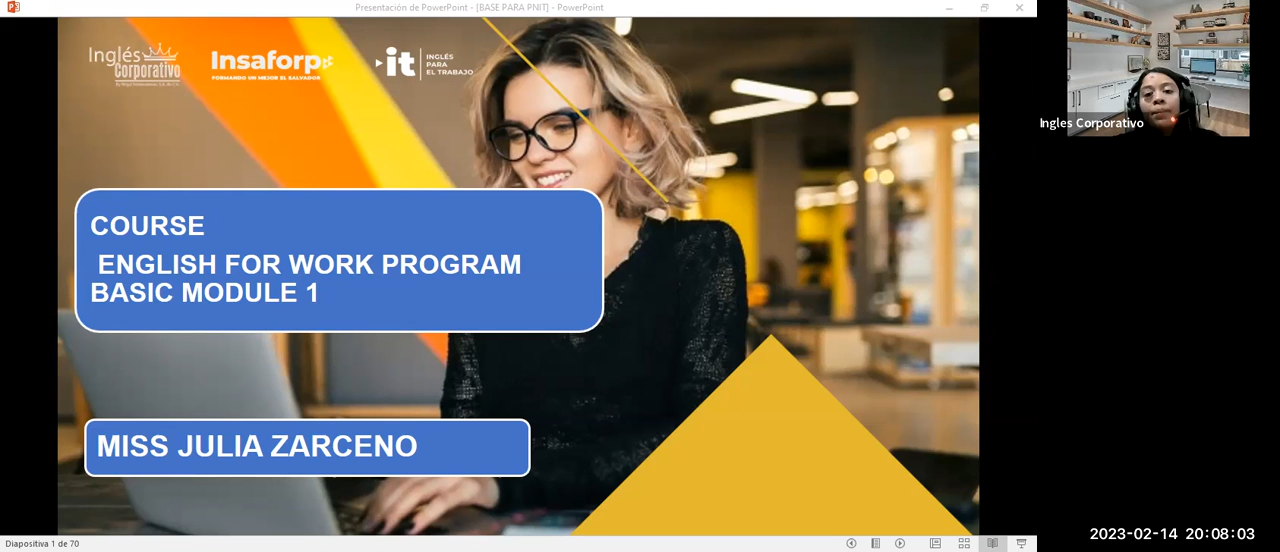 Presentación de PowerPoint - [BASE PARA PNIT] - PowerPoint
Inglés
Corporativo
Insaforp
FORMANDO UN MEJOR EL SALVADOR
it
INGLÉS
PARA
EL TRABAJO
COURSE
ENGLISH FOR WORK PROGRAM
BASIC MODULE 1
MISS JULIA ZARCENO
Ingles Corporativo
Diapositiva 1 de 70
2023-02-14 20:08:03